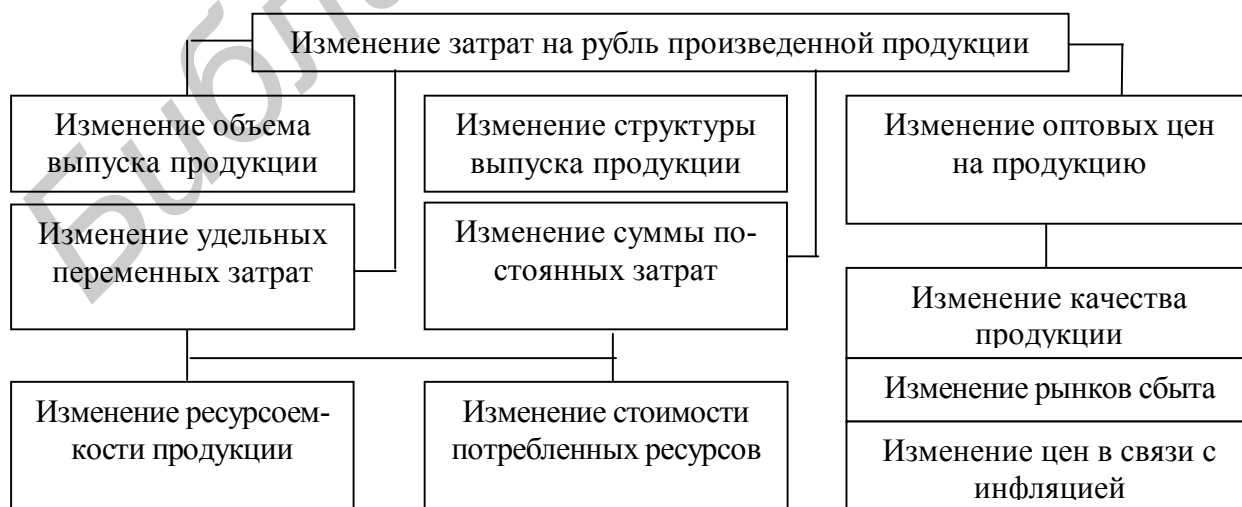 Изменение затрат на рубль произведенной продукции
Изменение объема
выпуска продукции
Изменение структуры
выпуска продукции
Изменение оптовых цен
на продукцию
Изменение удельных
переменных затрат
Изменение суммы по-
стоянных затрат
Изменение качества
продукции
Изменение рынков сбыта
Изменение цен в связи с
инфляцией
Изменение ресурсоем-
кости продукции
Изменение стоимости
потребленных ресурсов